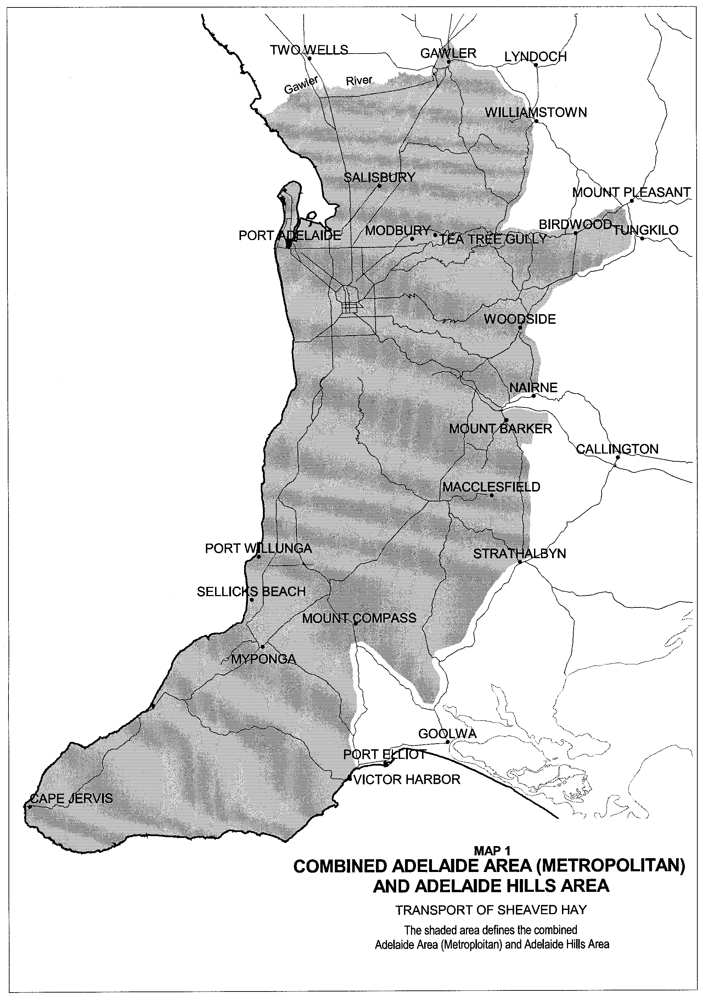 TWO WELLS
GAWLER
LYNDOCH
Gawler River
WILLIAMSTOWN
SALISBURY
MOUNT PLEASANT
BIRDWOOD
TUNGKILO
PORT ADELAIDE
MODBURY
TEA TREE GULLY
WOODSIDE
NAIRNE
MOUNT BARKER
CALLINGTON
MACCLESFIELD
PORT WILLUNGA
STRATHALBYN
SELLICKS BEACH
MOUNT COMPASS
MYPONGA
GOOLWA
PORT ELLIOT
VICTOR HARBOR
CAPE JERVIS
MAP 1
COMBINED ADELAIDE AREA (METROPOLITAN)
AND ADELAIDE HILLS AREA
TRANSPORT OF SHEAVED HAY
The shaded area defines the combined
Adelaide Area (Metroploitan) and Adelaide Hills Area